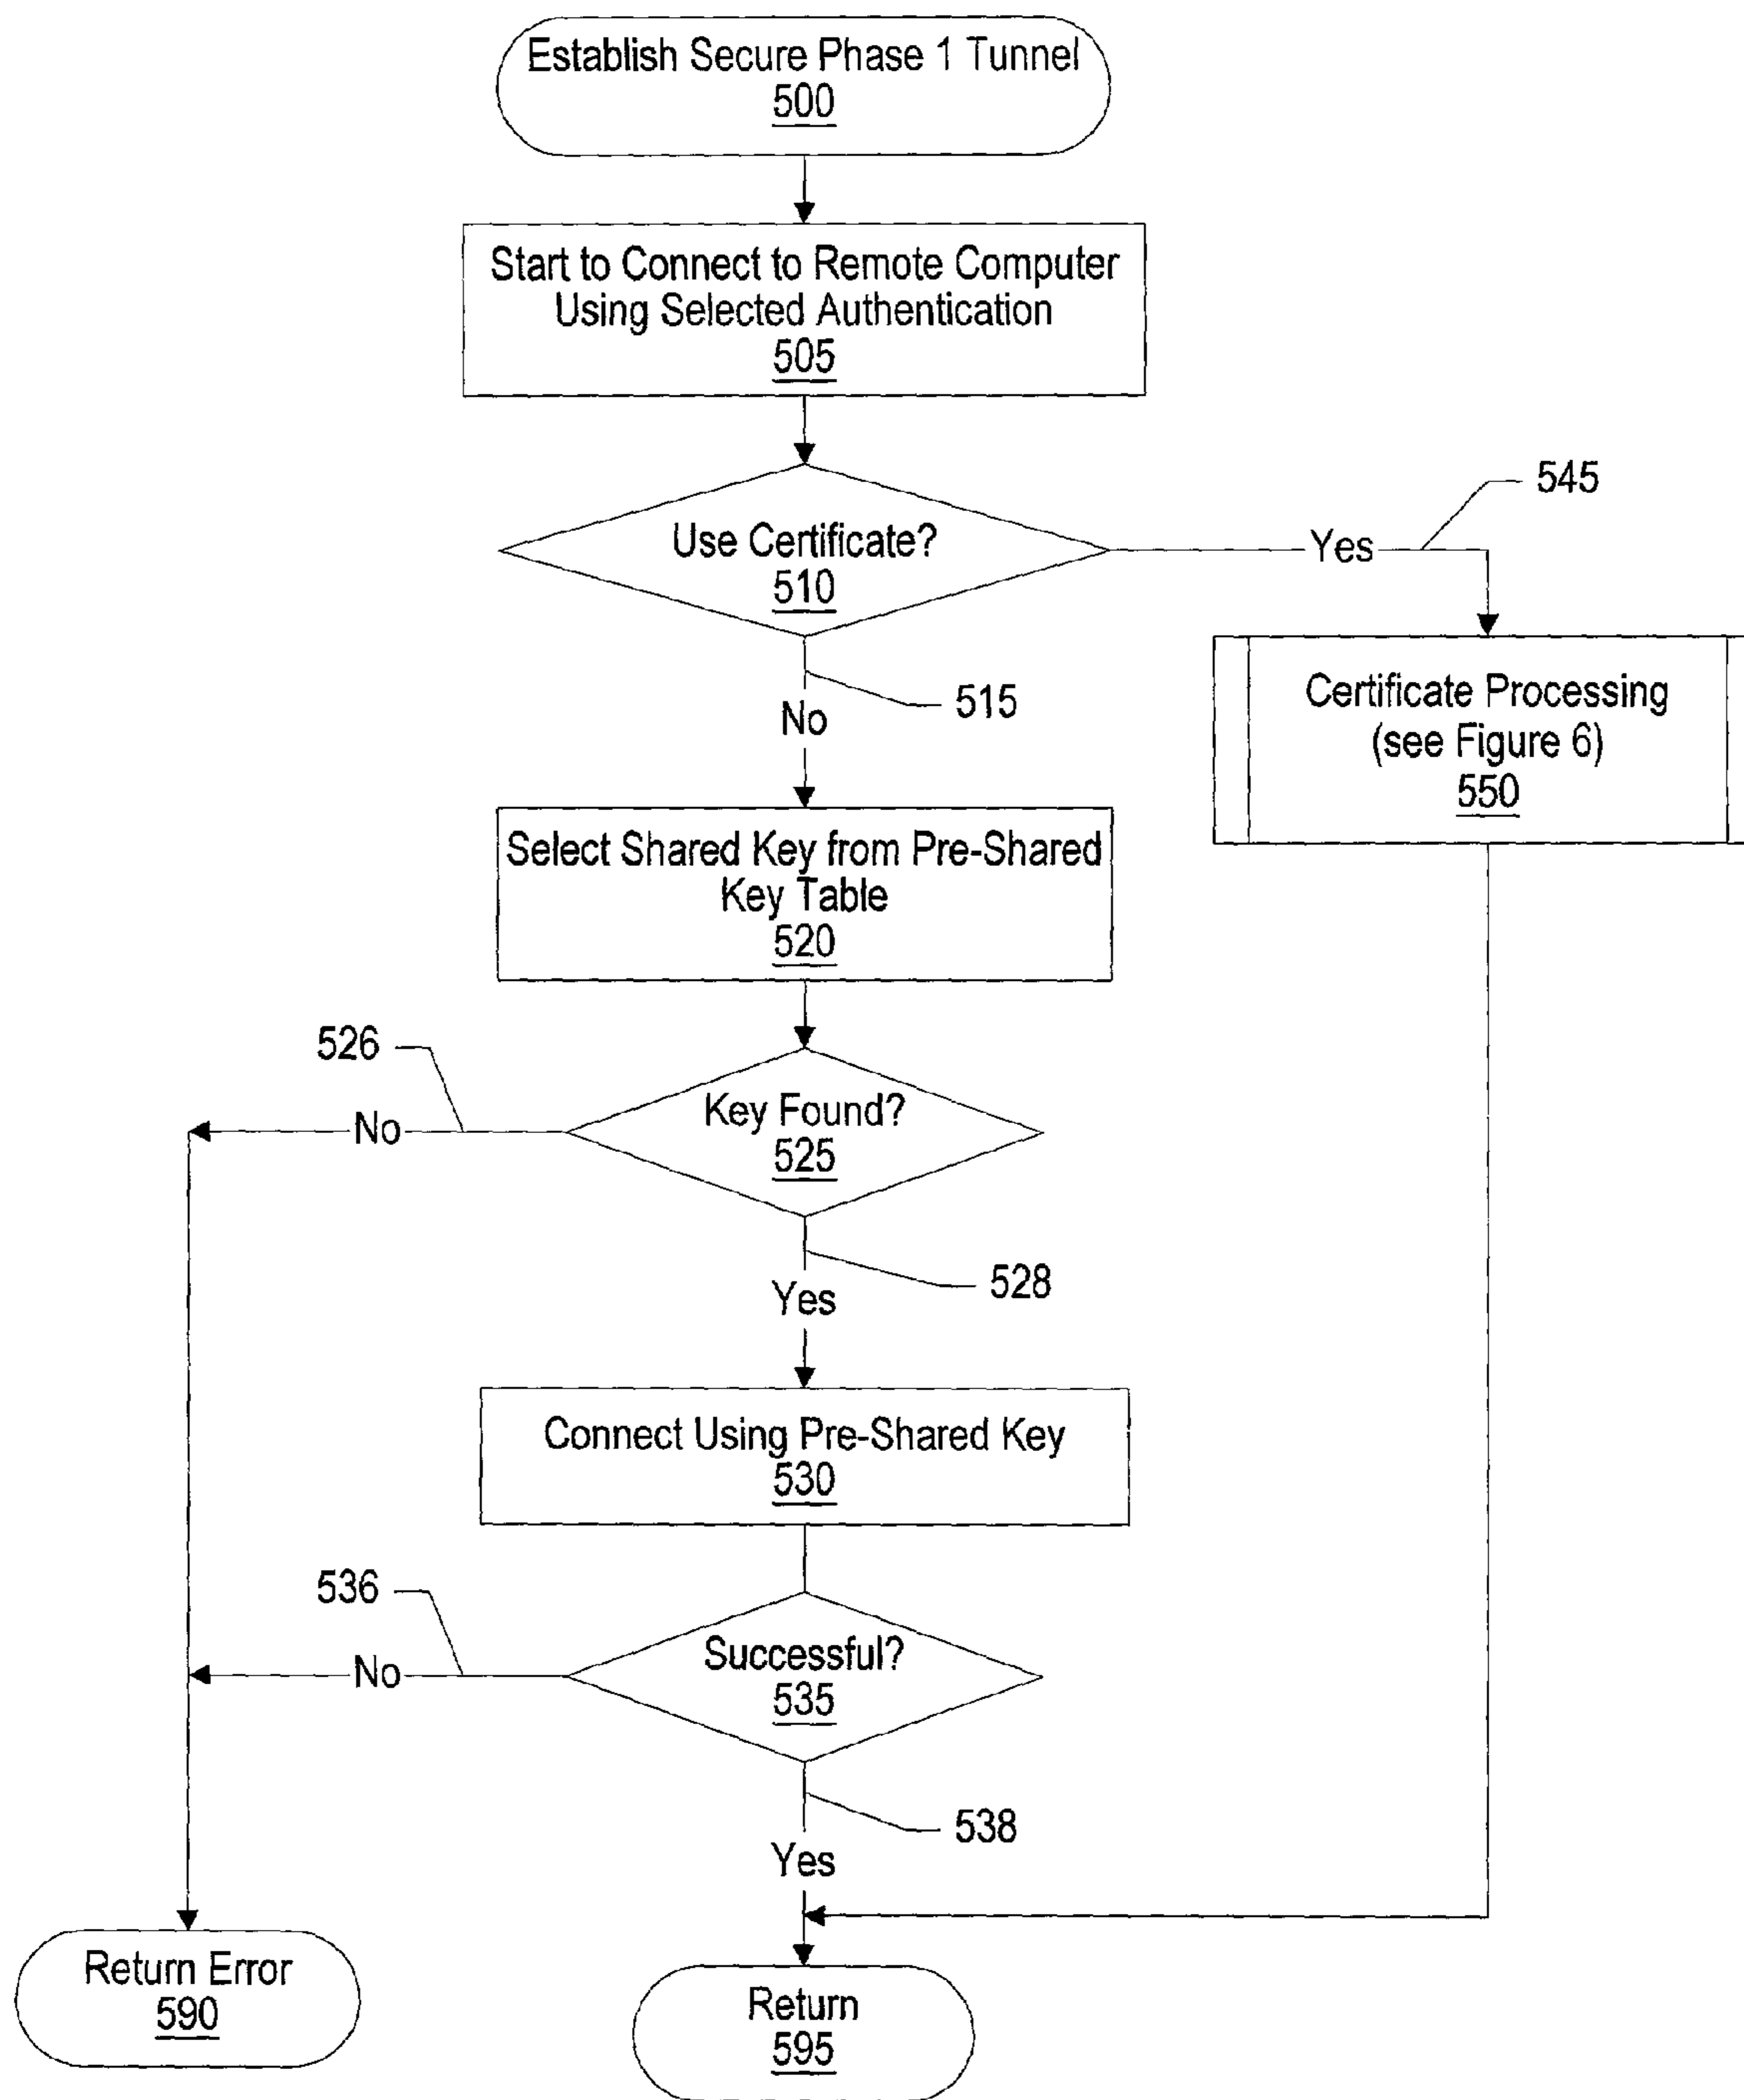 Establish Secure Phase 1 Tunnel
500
Start to Connect to Remote Computer
Using Selected Authentication
505
545
Use Certificate?
510
Yes
515
No
Certificate Processing
(see Figure 6)
550
Select Shared Key from Pre-Shared
Key Table
520
526
Key Found?
525
No
528
Yes
Connect Using Pre-Shared Key
530
536
Successful?
535
No
538
Yes
Return Error
590
Return
595